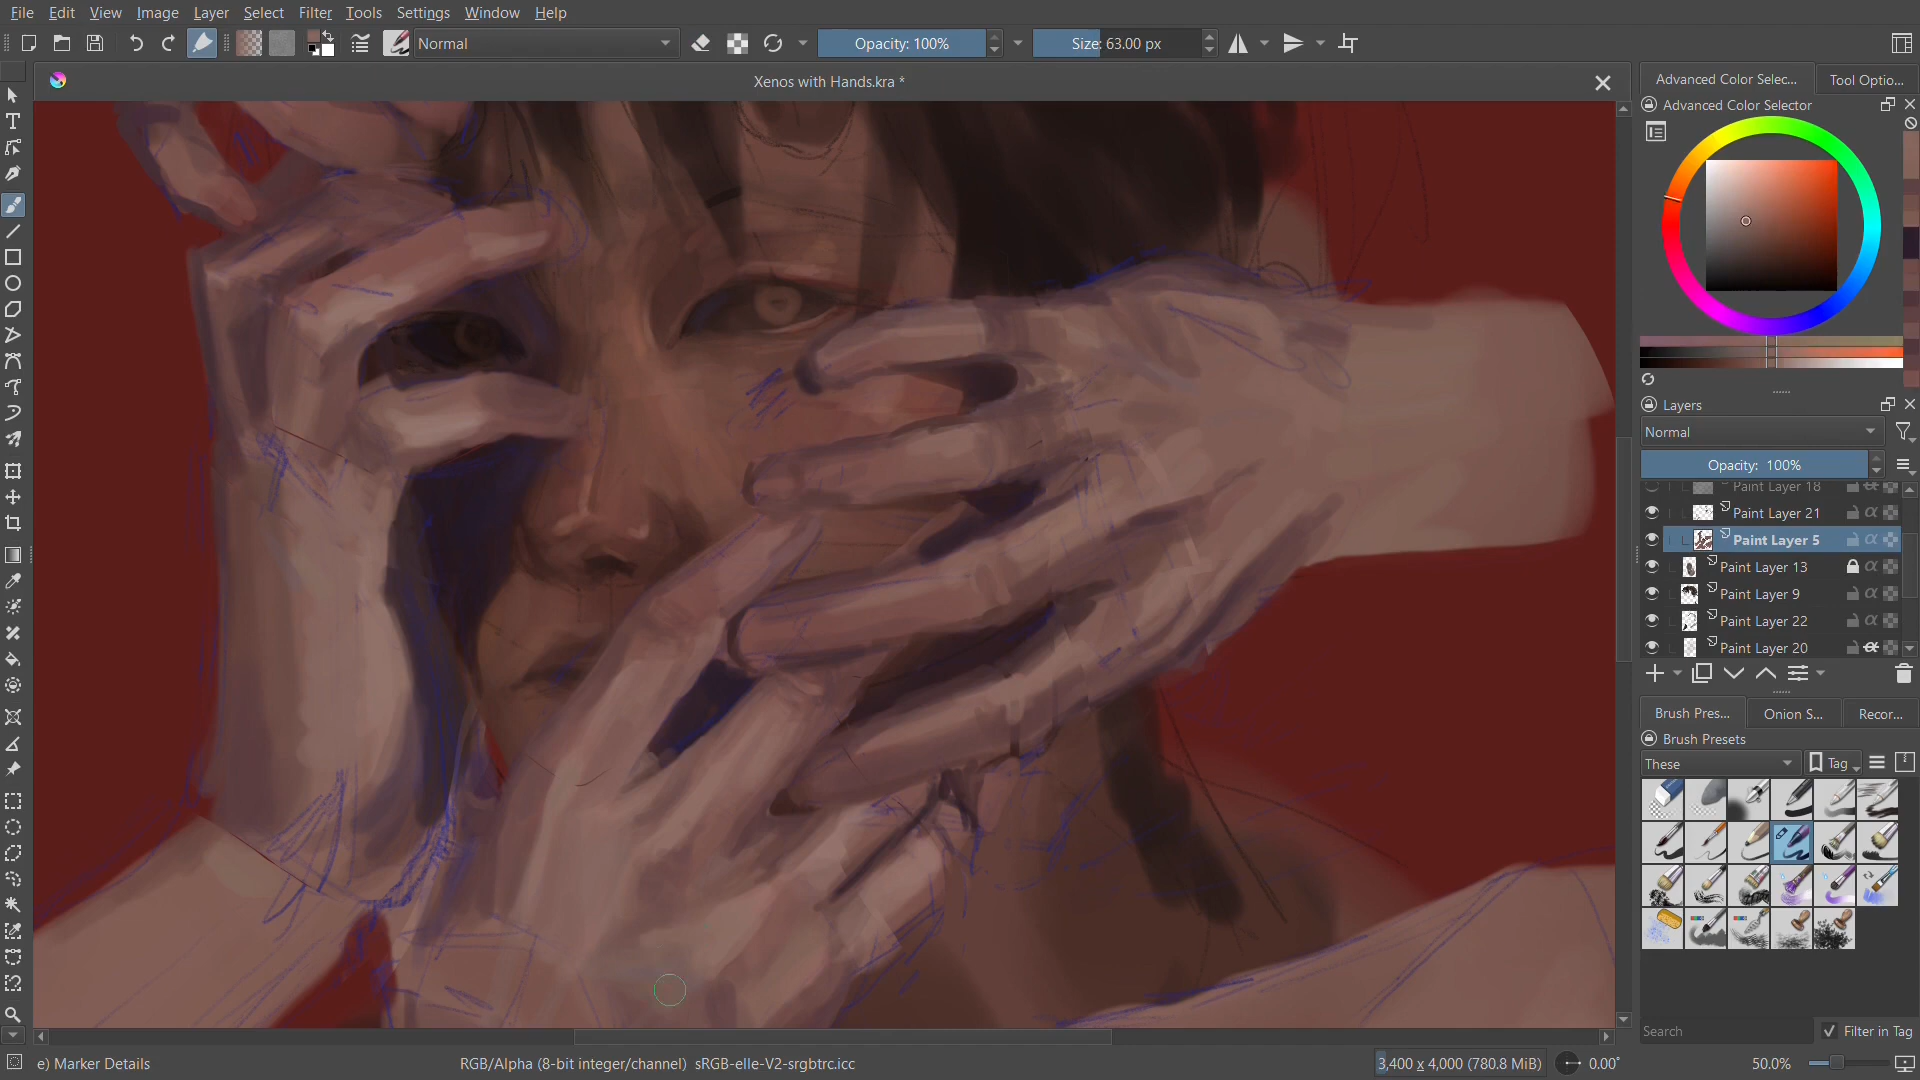 File Edit View Image Layer Select Filter Tools Settings Window Help
Normal
Opacity: 100%
Size: 63.00 px
Xenos with Hands.kra *
Advanced Color Selec...
Tool Optio...
Advanced Color Selector
Layers
Normal
Opacity: 100%
Paint Layer 18
Paint Layer 21
Paint Layer 5
Paint Layer 13
Paint Layer 9
Paint Layer 22
Paint Layer 20
Brush Pres...
Onion S...
Recor...
Brush Presets
These
Tag
Search
Filter in Tag
e) Marker Details
RGB/Alpha (8-bit integer/channel) sRGB-elle-V2-srgbtrc.icc
3,400 x 4,000 (780.8 MiB)
0.00°
50.0%